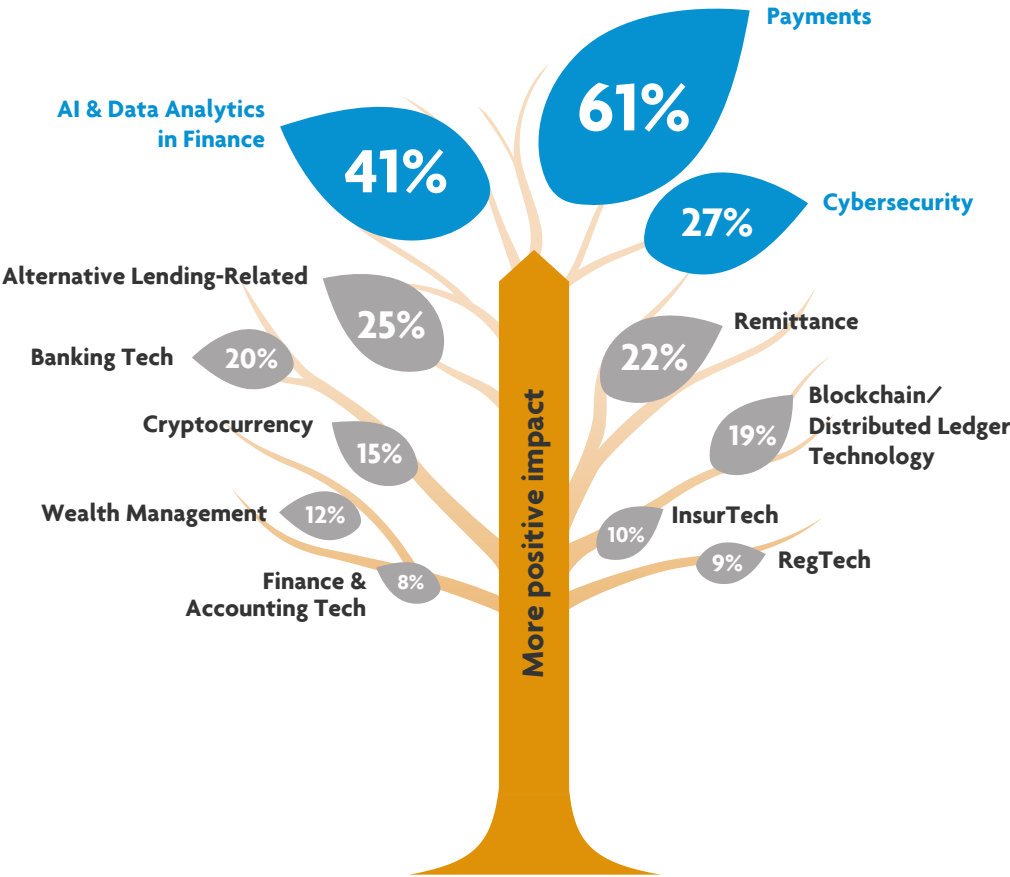 Payments
61%
AI & Data Analytics
in Finance
41%
Cybersecurity
27%
Alternative Lending-Related
25%
Remittance
22%
Banking Tech
20%
Blockchain/
Distributed Ledger
Technology
19%
Cryptocurrency
15%
Wealth Management
12%
InsurTech
10%
RegTech
9%
Finance &
Accounting Tech
8%
More positive impact